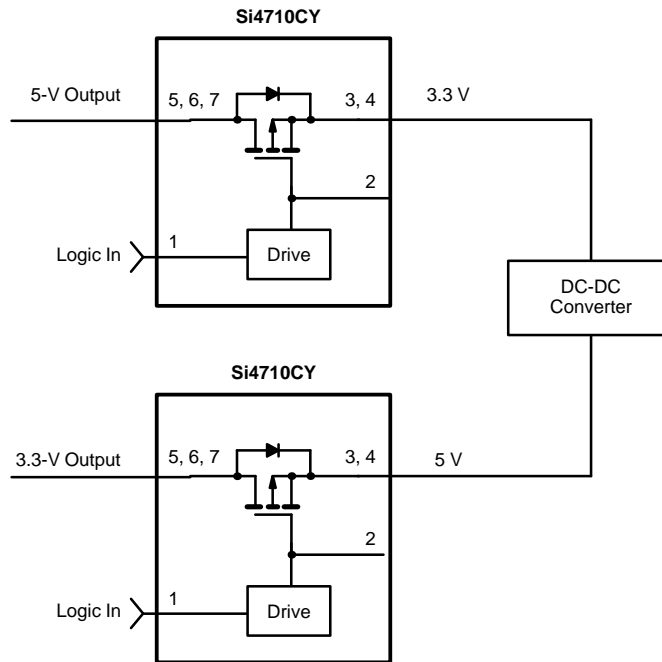 Si4710CY
5-V Output
5, 6, 7
3, 4
3.3 V
2
Logic In
1
Drive
DC-DC
Converter
Si4710CY
3.3-V Output
5, 6, 7
3, 4
5 V
2
Logic In
1
Drive